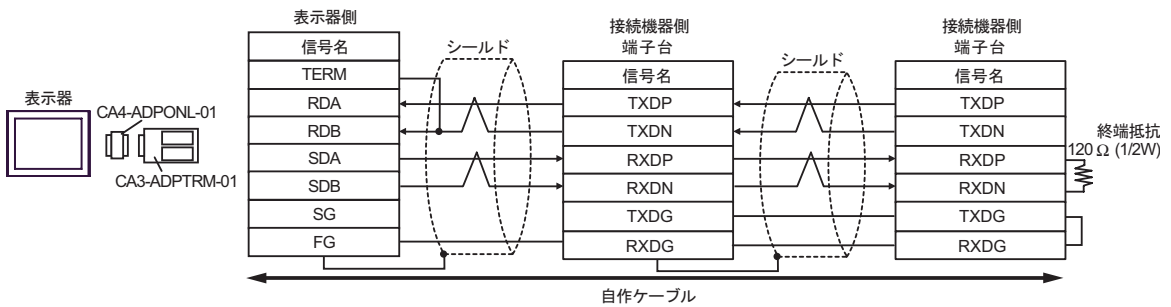 表示器
CA4-ADPONL-01
CA3-ADPTRM-01
表示器側
信号名
TERM
RDA
RDB
SDA
SDB
SG
FG
シールド
接続機器側
端子台
信号名
TXDP
TXDN
RXDP
RXDN
TXDG
RXDG
シールド
接続機器側
端子台
信号名
TXDP
TXDN
RXDP
RXDN
TXDG
RXDG
終端抵抗
120 Ω (1/2W)
自作ケーブル